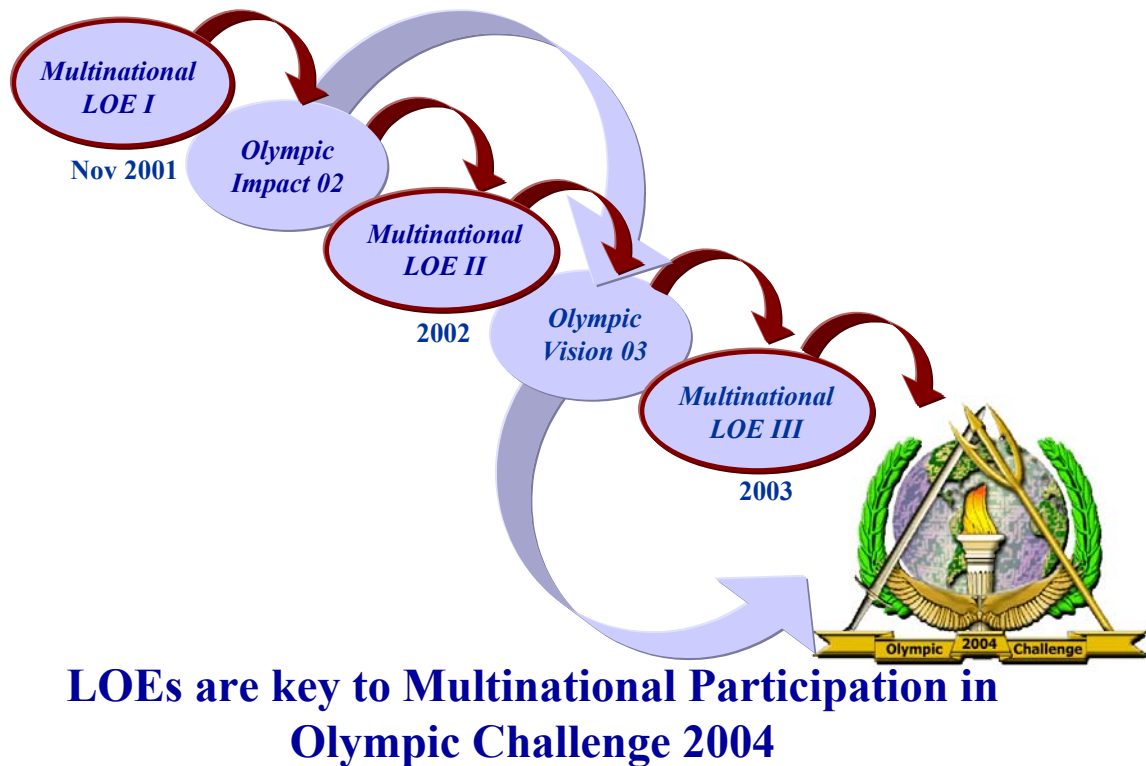 Multinational
LOE I
Nov 2001
Olympic
Impact 02
Multinational
LOE II
2002
Olympic
Vision 03
Multinational
LOE III
2003
Olympic 2004 Challenge
LOEs are key to Multinational Participation in
Olympic Challenge 2004